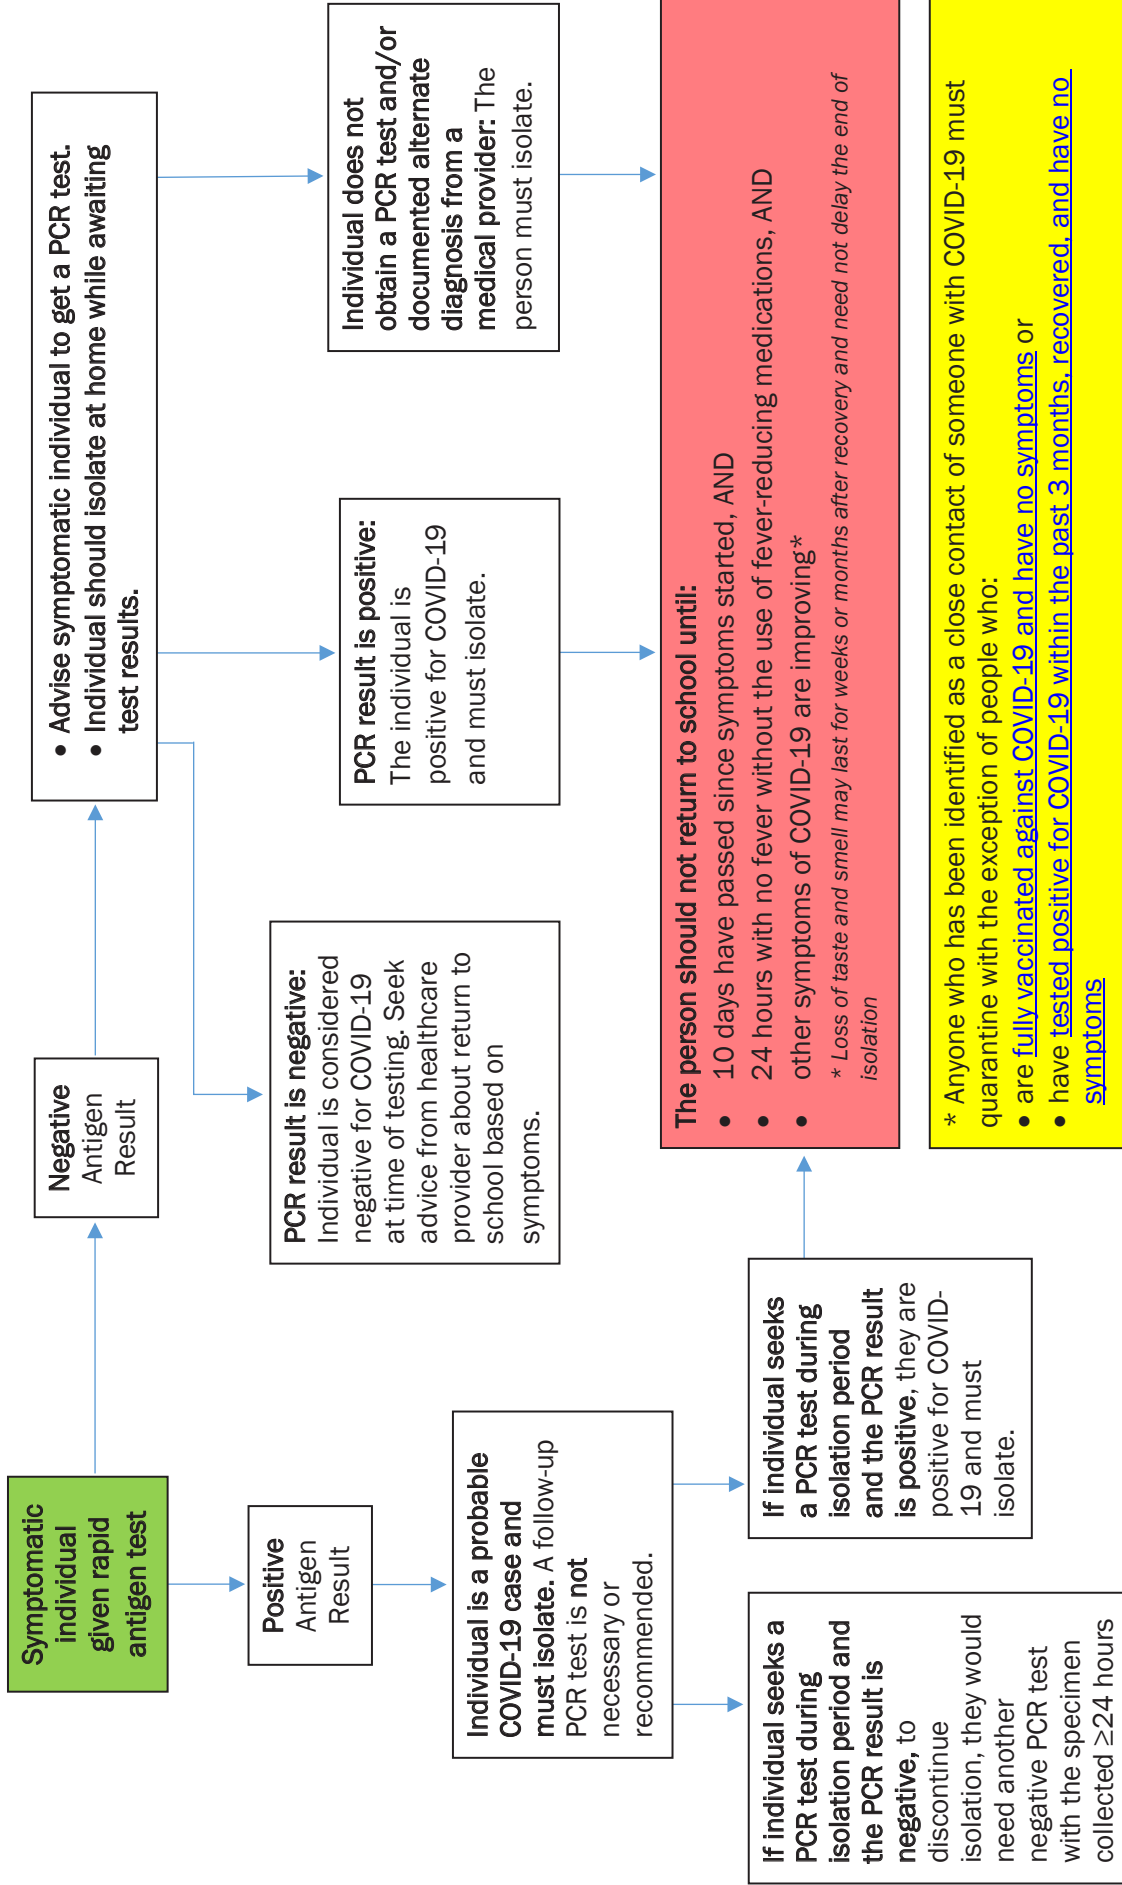 Symptomatic
individual
given rapid
antigen test
Negative
Antigen
Result
• Advise symptomatic individual to get a PCR test.
• Individual should isolate at home while awaiting
test results.
Positive
Antigen
Result
PCR result is negative:
Individual is considered
negative for COVID-19
at time of testing. Seek
advice from healthcare
provider about return to
school based on
symptoms.
PCR result is positive:
The individual is
positive for COVID-19
and must isolate.
Individual does not
obtain a PCR test and/or
documented alternate
diagnosis from a
medical provider: The
person must isolate.
Individual is a probable
COVID-19 case and
must isolate. A follow-up
PCR test is not
necessary or
recommended.
If individual seeks a
PCR test during
isolation period and
the PCR result is
negative, to
discontinue
isolation, they would
need another
negative PCR test
with the specimen
collected ≥24 hours
If individual seeks
a PCR test during
isolation period
and the PCR result
is positive, they are
positive for COVID-
19 and must
isolate.
The person should not return to school until:
• 10 days have passed since symptoms started, AND
• 24 hours with no fever without the use of fever-reducing medications, AND
• other symptoms of COVID-19 are improving*
* Loss of taste and smell may last for weeks or months after recovery and need not delay the end of
isolation
* Anyone who has been identified as a close contact of someone with COVID-19 must
quarantine with the exception of people who:
• are fully vaccinated against COVID-19 and have no symptoms or
• have tested positive for COVID-19 within the past 3 months, recovered, and have no
symptoms